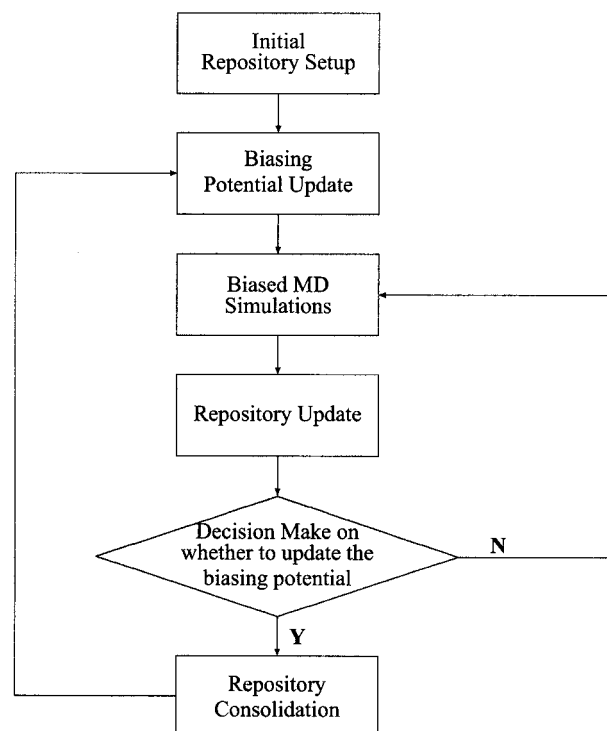 Initial
Repository Setup
Biasing
Potential Update
Biased MD
Simulations
Repository Update
Decision Make on
whether to update the
biasing potential
N
Y
Repository
Consolidation